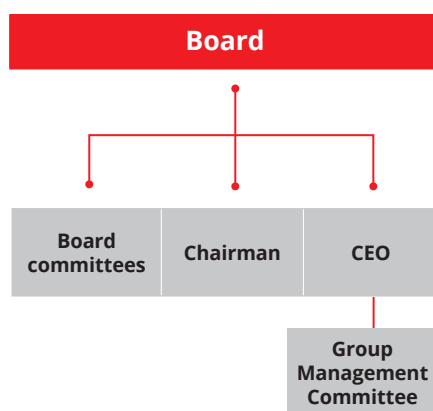 Board
Board
committees
Chairman
CEO
Group
Management
Committee